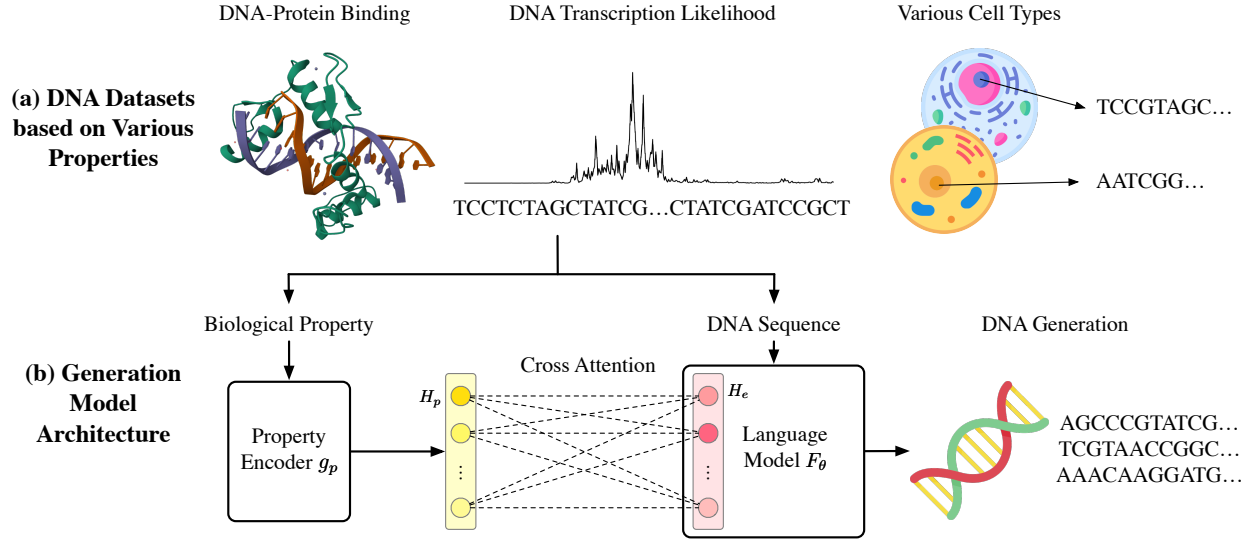 DNA-Protein Binding
DNA Transcription Likelihood
Various Cell Types
(a) DNA Datasets
based on Various
Properties
TCCGTAGC...
AATCGG...
TCCTCTAGCTATCG...CTATCGATCCGCT
Biological Property
DNA Sequence
DNA Generation
(b) Generation
Model
Architecture
Cross Attention
H_p
H_e
Property
Encoder g_p
Language
Model F_θ
AGCCCGTATCG...
TCGTAACCGGC...
AAACAAGGATG...